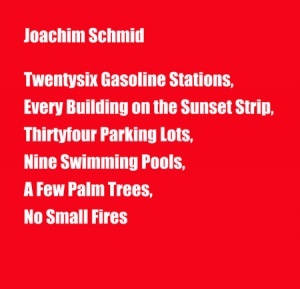 Joachim Schmid
Twentysix Gasoline Stations,
Every Building on the Sunset Strip,
Thirtyfour Parking Lots,
Nine Swimming Pools,
A Few Palm Trees,
No Small Fires